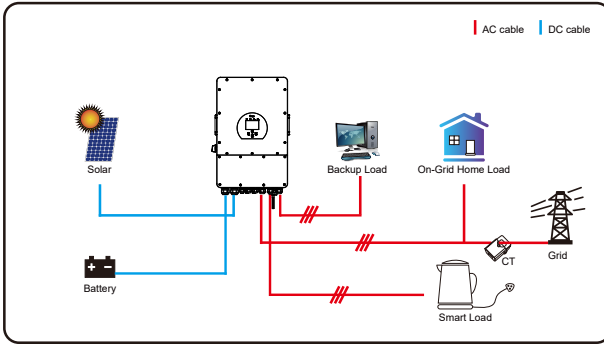 AC cable
DC cable
Solar
Backup Load
On-Grid Home Load
CT
Grid
Battery
Smart Load